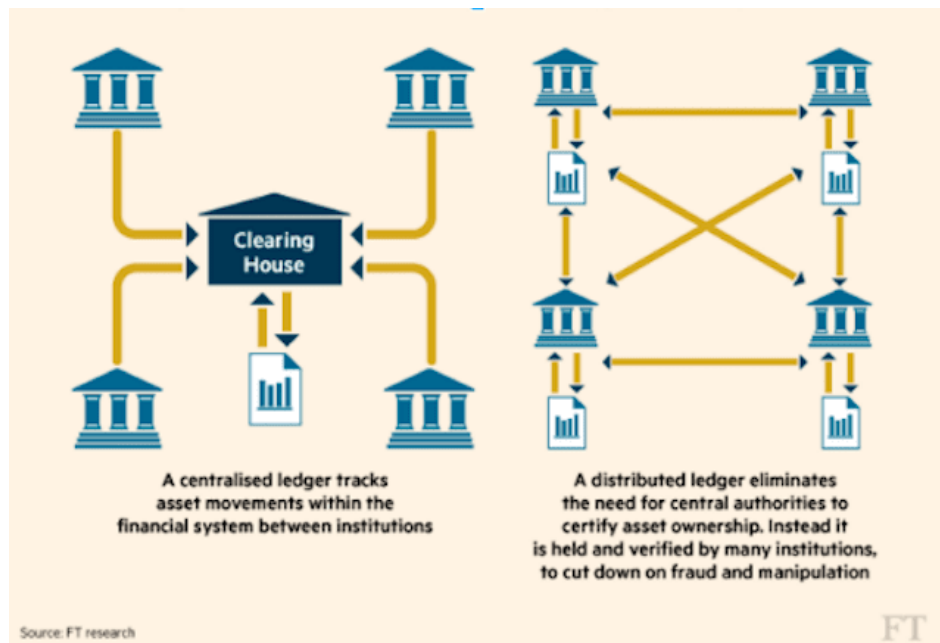 Clearing
House
A centralised ledger tracks
asset movements within the
financial system between institutions
A distributed ledger eliminates
the need for central authorities to
certify asset ownership. Instead it
is held and verified by many institutions,
to cut down on fraud and manipulation
Source: FT research
FT